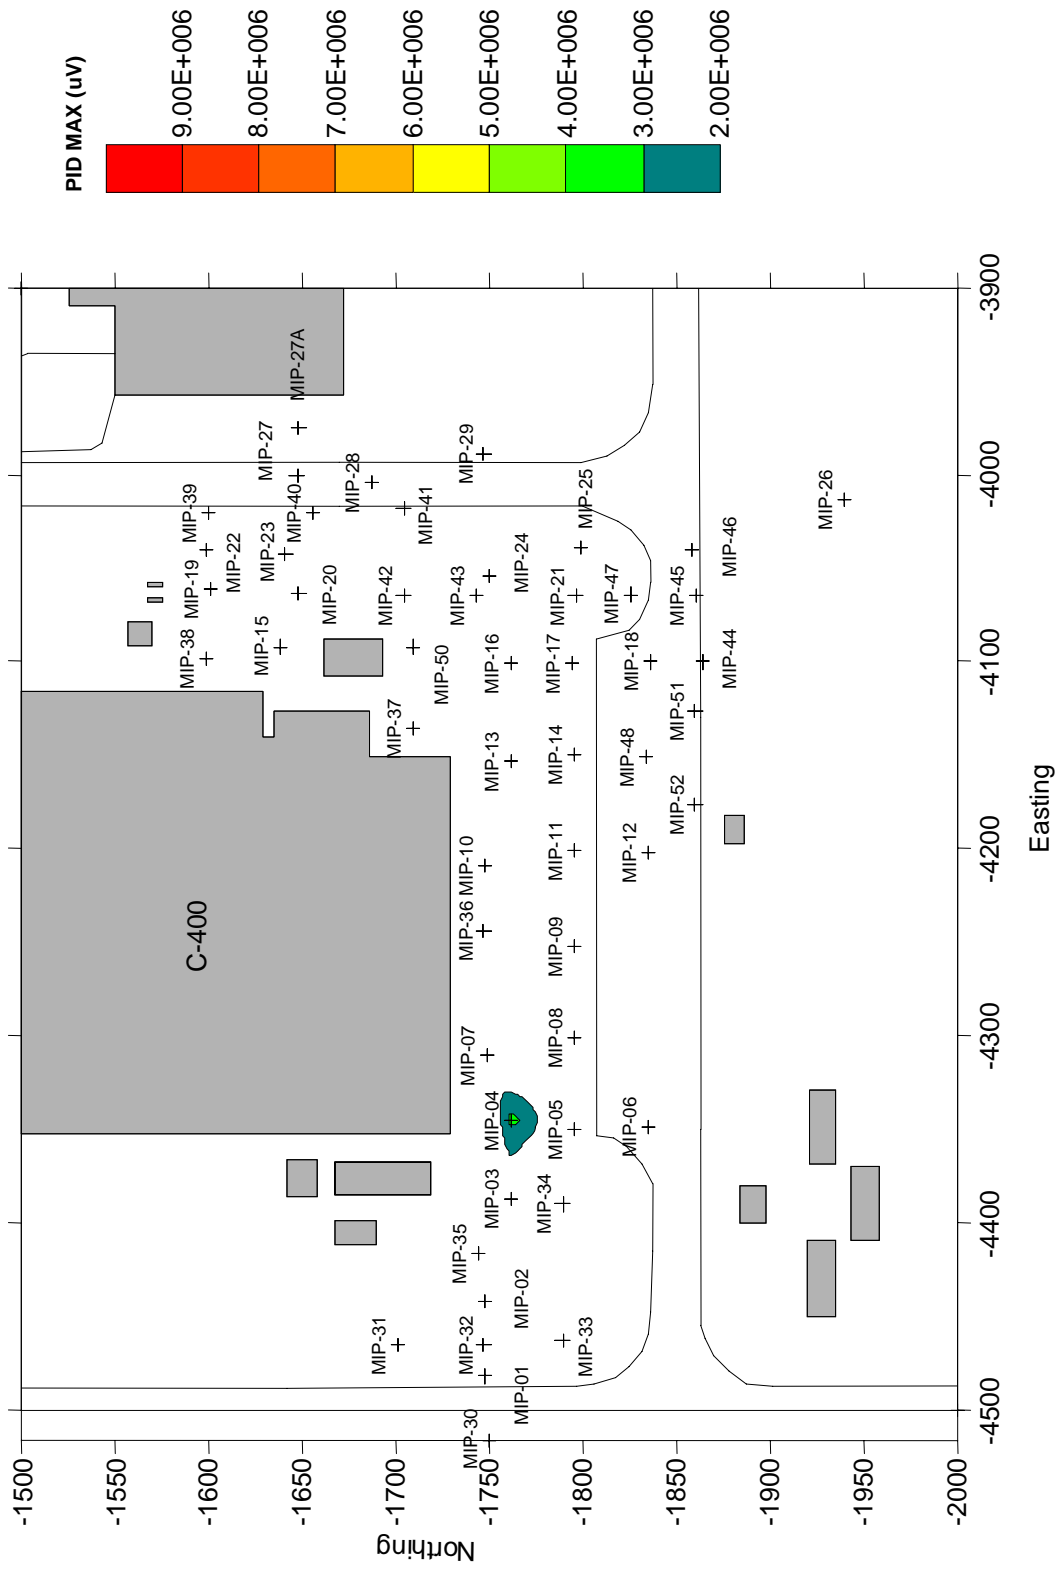 PID MAX (uV)
9.00E+006
8.00E+006
7.00E+006
6.00E+006
5.00E+006
4.00E+006
3.00E+006
2.00E+006
-1500
-1550
-1600
-1650
-1700
-1750
-1800
-1850
-1900
-1950
-2000
Northing
-4500
-4400
-4300
-4200
-4100
-4000
-3900
Easting
C-400
MIP-30
MIP-01
MIP-31
MIP-32
MIP-33
MIP-02
MIP-35
MIP-03
MIP-34
MIP-04
MIP-05
MIP-06
MIP-07
MIP-08
MIP-36
MIP-09
MIP-10
MIP-11
MIP-12
MIP-52
MIP-13
MIP-14
MIP-48
MIP-37
MIP-51
MIP-38
MIP-15
MIP-50
MIP-16
MIP-17
MIP-18
MIP-44
MIP-19
MIP-22
MIP-20
MIP-42
MIP-43
MIP-21
MIP-47
MIP-45
MIP-39
MIP-23
MIP-24
MIP-46
MIP-40
MIP-41
MIP-25
MIP-27
MIP-28
MIP-29
MIP-26
MIP-27A